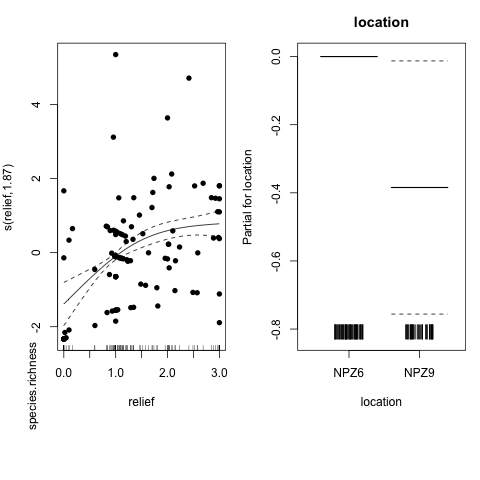 location
s(relief,1.87)
4
2
0
-2
0.0
1.0
2.0
3.0
relief
species.richness
Partial for location
0.0
-0.2
-0.4
-0.6
-0.8
NPZ6
NPZ9
location